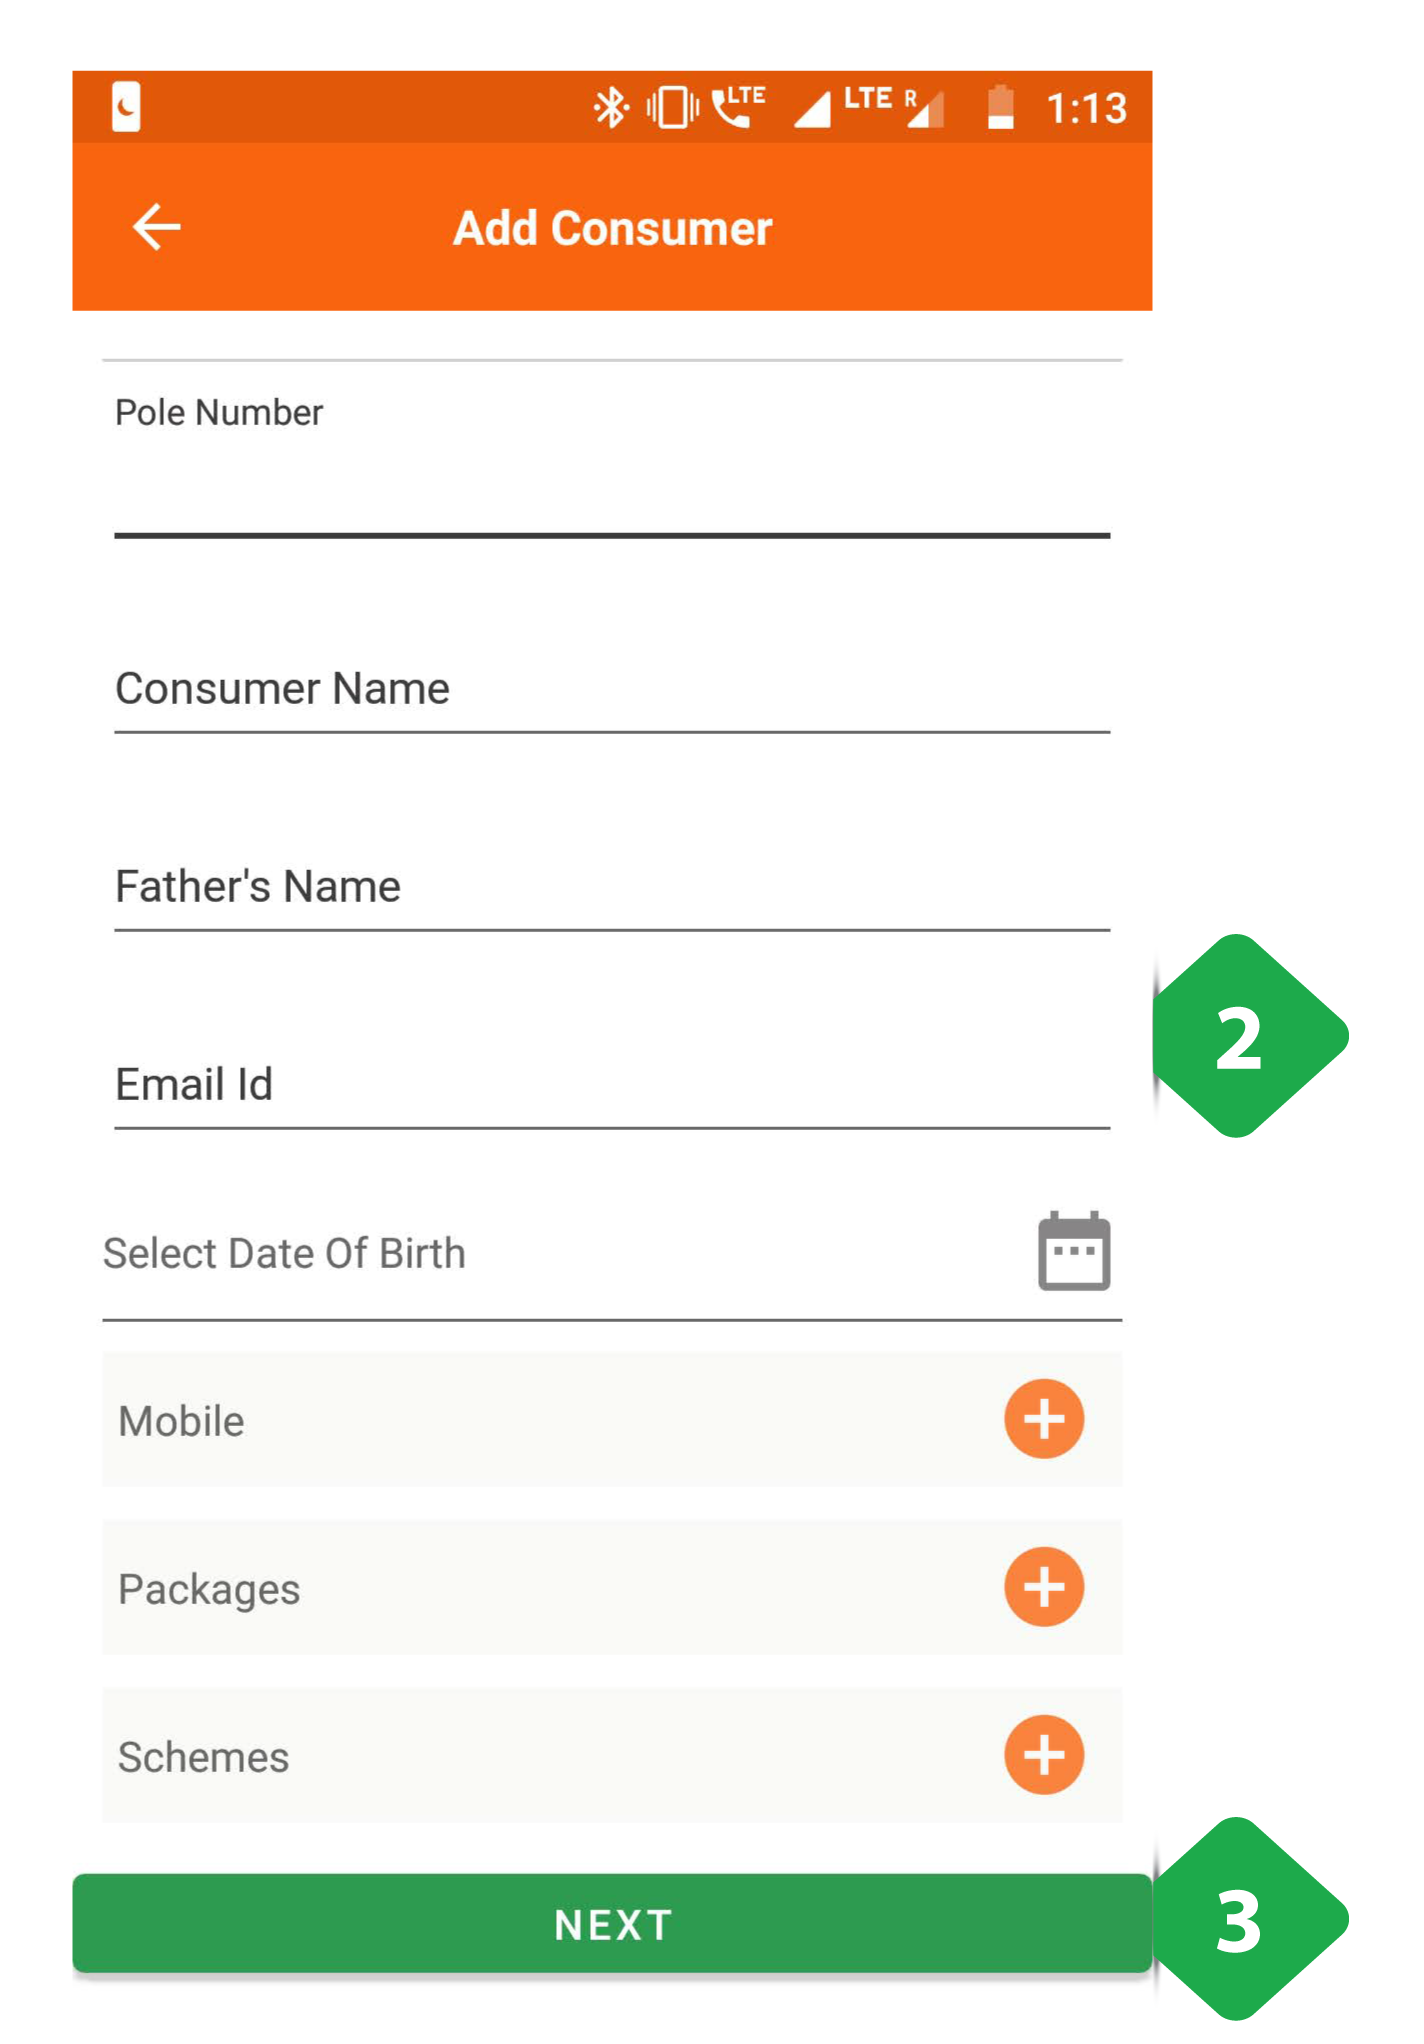 LTE LTE R 1:13
Add Consumer
Pole Number
Consumer Name
Father's Name
2
Email Id
Select Date Of Birth
Mobile
Packages
Schemes
NEXT
3